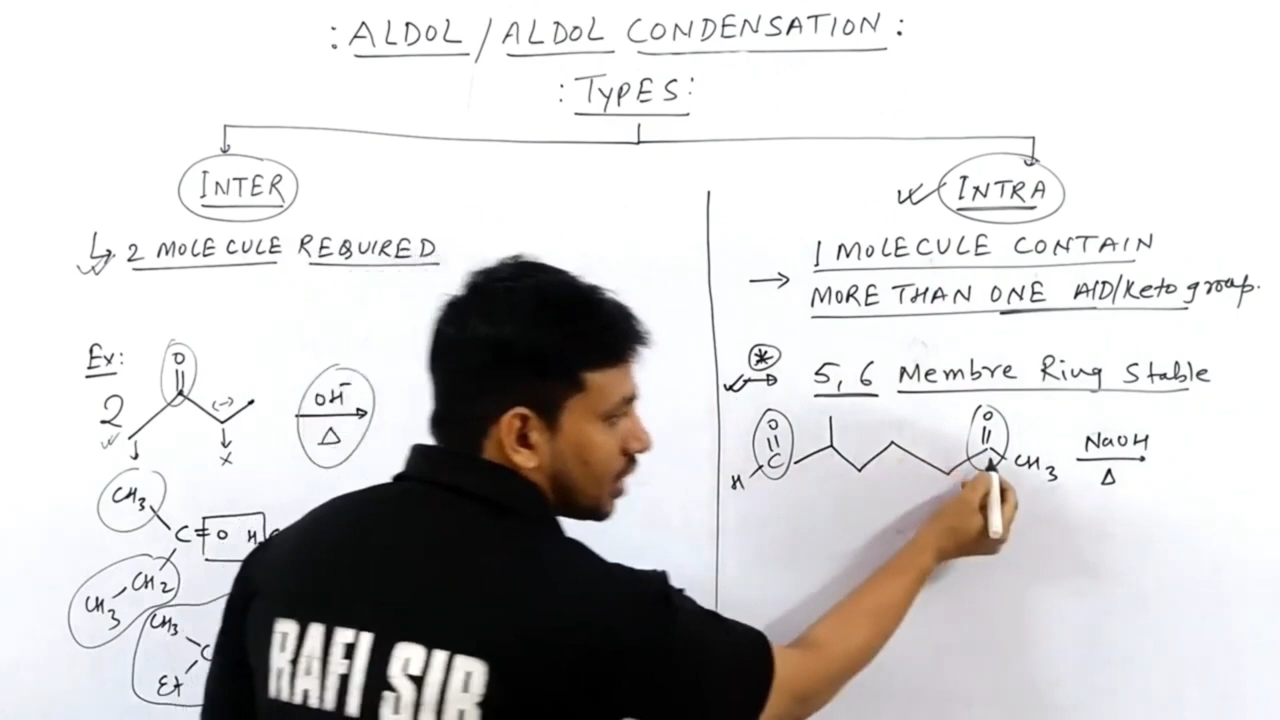 : ALDOL / ALDOL CONDENSATION :
: TYPES :
INTER
2 MOLECULE REQUIRED
Ex:
O
2
(-)
x
OH̄
Δ
CH3
C=O H
CH2
CH3
CH3
C
Et
INTRA
1 MOLECULE CONTAIN
MORE THAN ONE AlD/Keto group.
*
5, 6 Membre Ring Stable
O
H C
O
CH3
NaOH
Δ
RAFI SIR